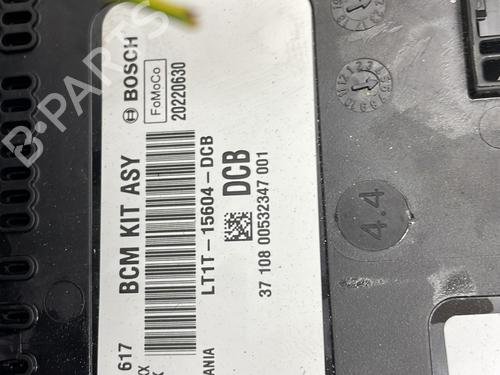 BOSCH
FoMoCo
20220630
BCM KIT ASY
LT1T-15604-DCB
DCB
37 108 00532347 001
617
ANIA
4.4
B-PARTS